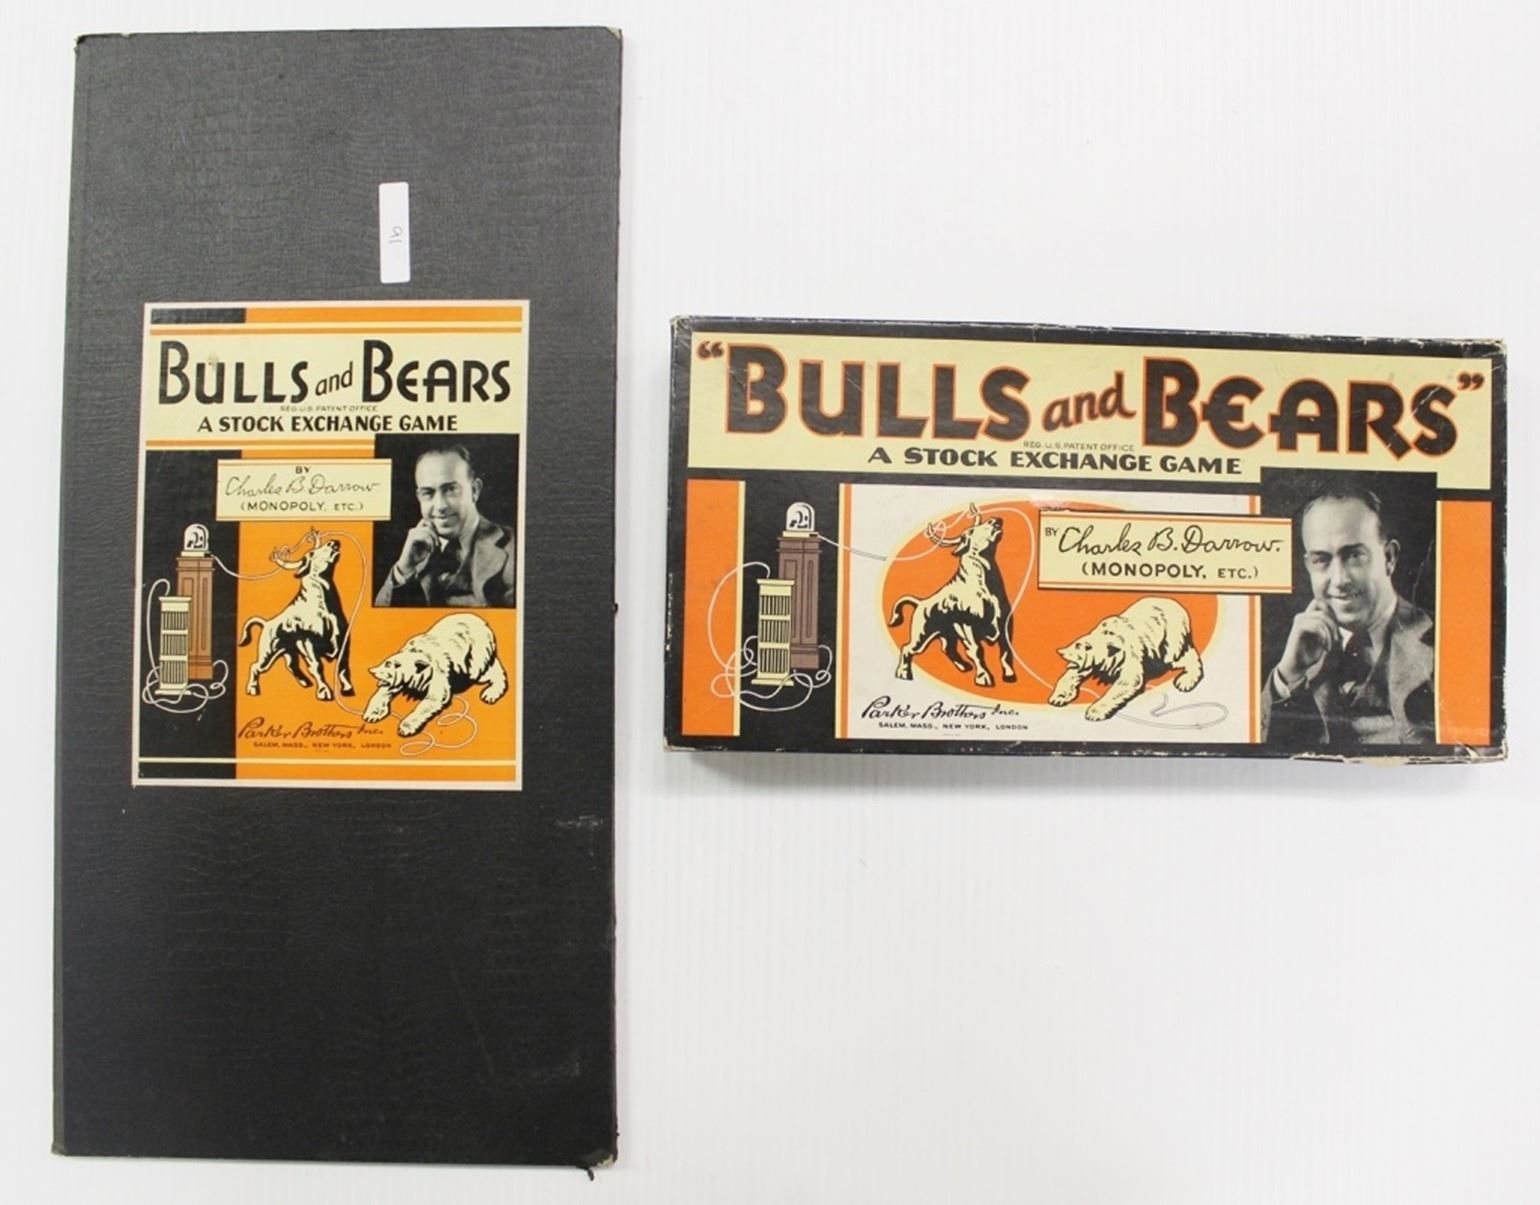 91
BULLS and BEARS
REG. U.S. PATENT OFFICE
A STOCK EXCHANGE GAME
BY
Charles B. Darrow
(MONOPOLY, ETC.)
Parker Brothers Inc.
SALEM, MASS., NEW YORK, LONDON
“BULLS and BEARS”
REG. U.S. PATENT OFFICE
A STOCK EXCHANGE GAME
BY Charles B. Darrow.
(MONOPOLY, ETC.)
Parker Brothers Inc.
SALEM, MASS., NEW YORK, LONDON